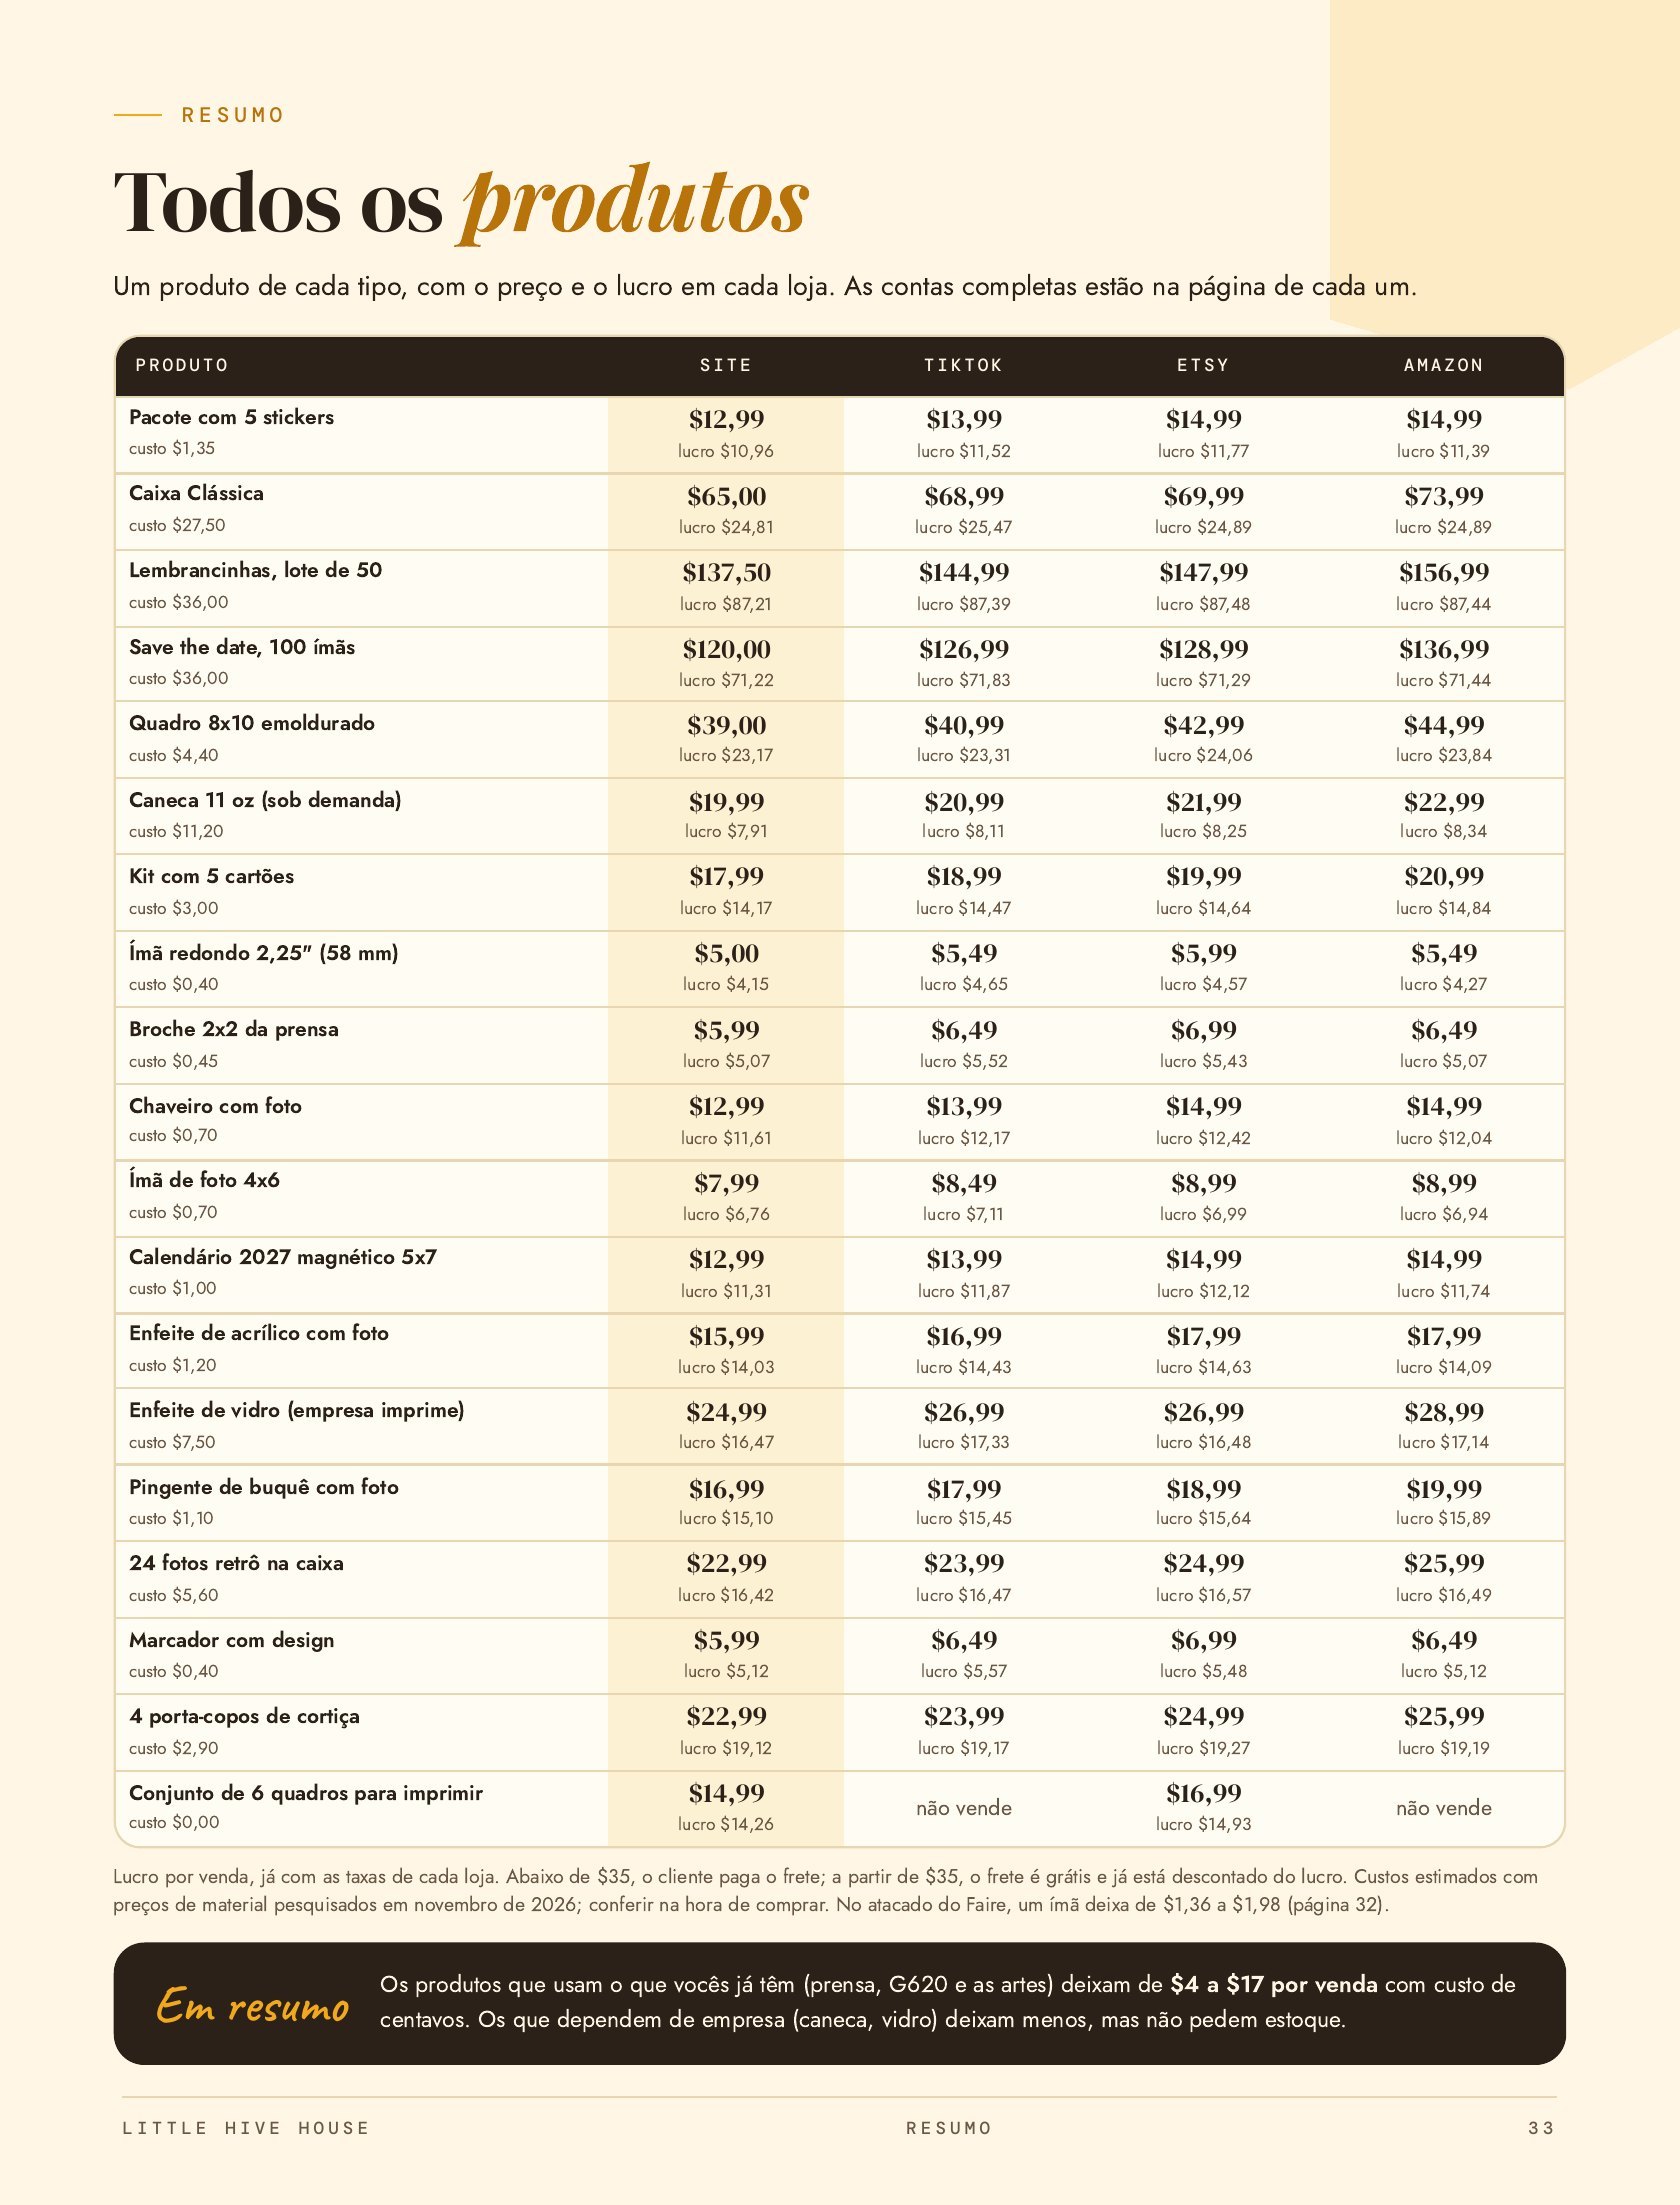 RESUMO
Todos os produtos
Um produto de cada tipo, com o preço e o lucro em cada loja. As contas completas estão na página de cada um.
PRODUTO SITE TIKTOK ETSY AMAZON
Pacote com 5 stickers $12,99 $13,99 $14,99 $14,99
custo $1,35 lucro $10,96 lucro $11,52 lucro $11,77 lucro $11,39
Caixa Clássica $65,00 $68,99 $69,99 $73,99
custo $27,50 lucro $24,81 lucro $25,47 lucro $24,89 lucro $24,89
Lembrancinhas, lote de 50 $137,50 $144,99 $147,99 $156,99
custo $36,00 lucro $87,21 lucro $87,39 lucro $87,48 lucro $87,44
Save the date, 100 ímãs $120,00 $126,99 $128,99 $136,99
custo $36,00 lucro $71,22 lucro $71,83 lucro $71,29 lucro $71,44
Quadro 8x10 emoldurado $39,00 $40,99 $42,99 $44,99
custo $4,40 lucro $23,17 lucro $23,31 lucro $24,06 lucro $23,84
Caneca 11 oz (sob demanda) $19,99 $20,99 $21,99 $22,99
custo $11,20 lucro $7,91 lucro $8,11 lucro $8,25 lucro $8,34
Kit com 5 cartões $17,99 $18,99 $19,99 $20,99
custo $3,00 lucro $14,17 lucro $14,47 lucro $14,64 lucro $14,84
Ímã redondo 2,25" (58 mm) $5,00 $5,49 $5,99 $5,49
custo $0,40 lucro $4,15 lucro $4,65 lucro $4,57 lucro $4,27
Broche 2x2 da prensa $5,99 $6,49 $6,99 $6,49
custo $0,45 lucro $5,07 lucro $5,52 lucro $5,43 lucro $5,07
Chaveiro com foto $12,99 $13,99 $14,99 $14,99
custo $0,70 lucro $11,61 lucro $12,17 lucro $12,42 lucro $12,04
Ímã de foto 4x6 $7,99 $8,49 $8,99 $8,99
custo $0,70 lucro $6,76 lucro $7,11 lucro $6,99 lucro $6,94
Calendário 2027 magnético 5x7 $12,99 $13,99 $14,99 $14,99
custo $1,00 lucro $11,31 lucro $11,87 lucro $12,12 lucro $11,74
Enfeite de acrílico com foto $15,99 $16,99 $17,99 $17,99
custo $1,20 lucro $14,03 lucro $14,43 lucro $14,63 lucro $14,09
Enfeite de vidro (empresa imprime) $24,99 $26,99 $26,99 $28,99
custo $7,50 lucro $16,47 lucro $17,33 lucro $16,48 lucro $17,14
Pingente de buquê com foto $16,99 $17,99 $18,99 $19,99
custo $1,10 lucro $15,10 lucro $15,45 lucro $15,64 lucro $15,89
24 fotos retrô na caixa $22,99 $23,99 $24,99 $25,99
custo $5,60 lucro $16,42 lucro $16,47 lucro $16,57 lucro $16,49
Marcador com design $5,99 $6,49 $6,99 $6,49
custo $0,40 lucro $5,12 lucro $5,57 lucro $5,48 lucro $5,12
4 porta-copos de cortiça $22,99 $23,99 $24,99 $25,99
custo $2,90 lucro $19,12 lucro $19,17 lucro $19,27 lucro $19,19
Conjunto de 6 quadros para imprimir $14,99 não vende $16,99 não vende
custo $0,00 lucro $14,26 lucro $14,93
Lucro por venda, já com as taxas de cada loja. Abaixo de $35, o cliente paga o frete; a partir de $35, o frete é grátis e já está descontado do lucro. Custos estimados com
preços de material pesquisados em novembro de 2026; conferir na hora de comprar. No atacado do Faire, um ímã deixa de $1,36 a $1,98 (página 32).
Em resumo
Os produtos que usam o que vocês já têm (prensa, G620 e as artes) deixam de $4 a $17 por venda com custo de
centavos. Os que dependem de empresa (caneca, vidro) deixam menos, mas não pedem estoque.
LITTLE HIVE HOUSE RESUMO 33